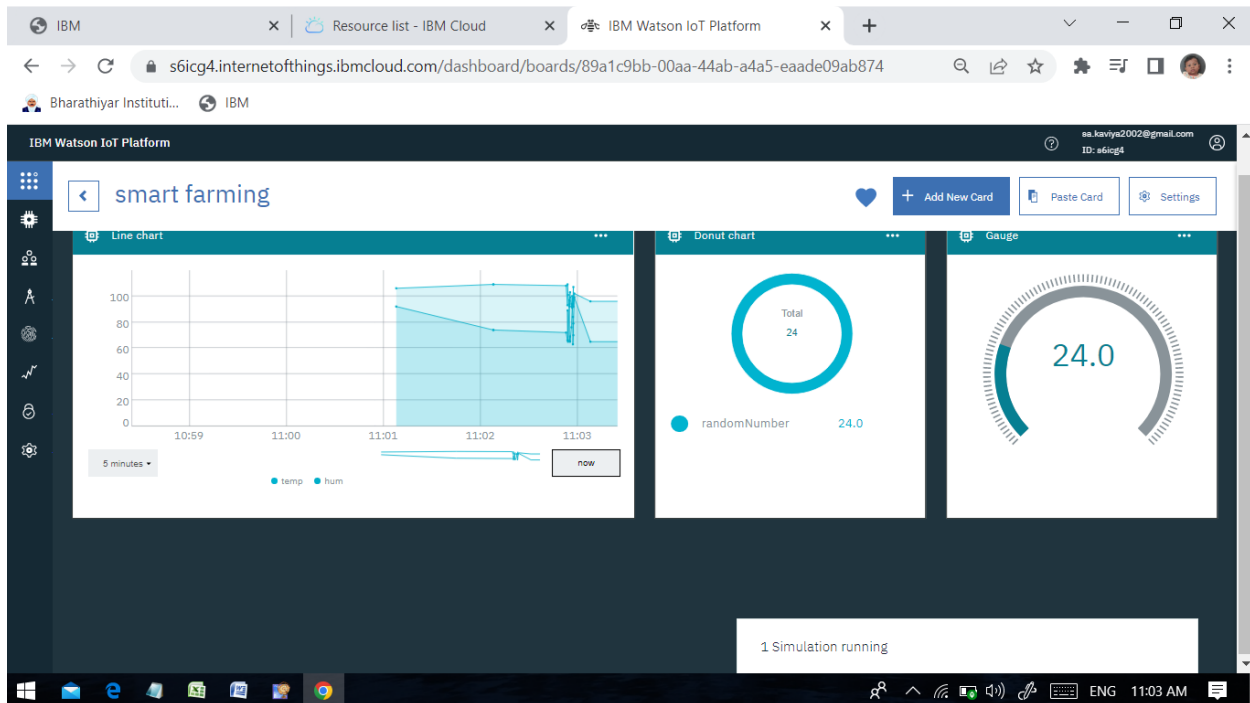 IBM
Resource list - IBM Cloud
IBM Watson IoT Platform
s6icg4.internetofthings.ibmcloud.com/dashboard/boards/89a1c9bb-00aa-44ab-a4a5-eaade09ab874
Bharathiyar Instituti...
IBM
IBM Watson IoT Platform
sa.kaviya2002@gmail.com
ID: s6icg4
smart farming
Add New Card
Paste Card
Settings
Line chart
100
80
60
40
20
0
10:59 11:00 11:01 11:02 11:03
5 minutes
now
temp hum
Donut chart
Total
24
randomNumber 24.0
Gauge
24.0
1 Simulation running
ENG 11:03 AM